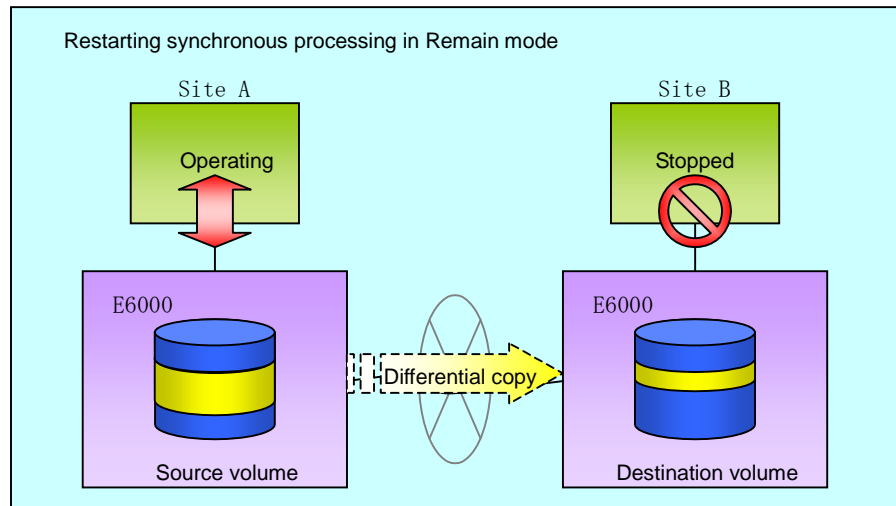 Restarting synchronous processing in Remain mode
Site A
Site B
Operating
Stopped
E6000
E6000
Differential copy
Source volume
Destination volume